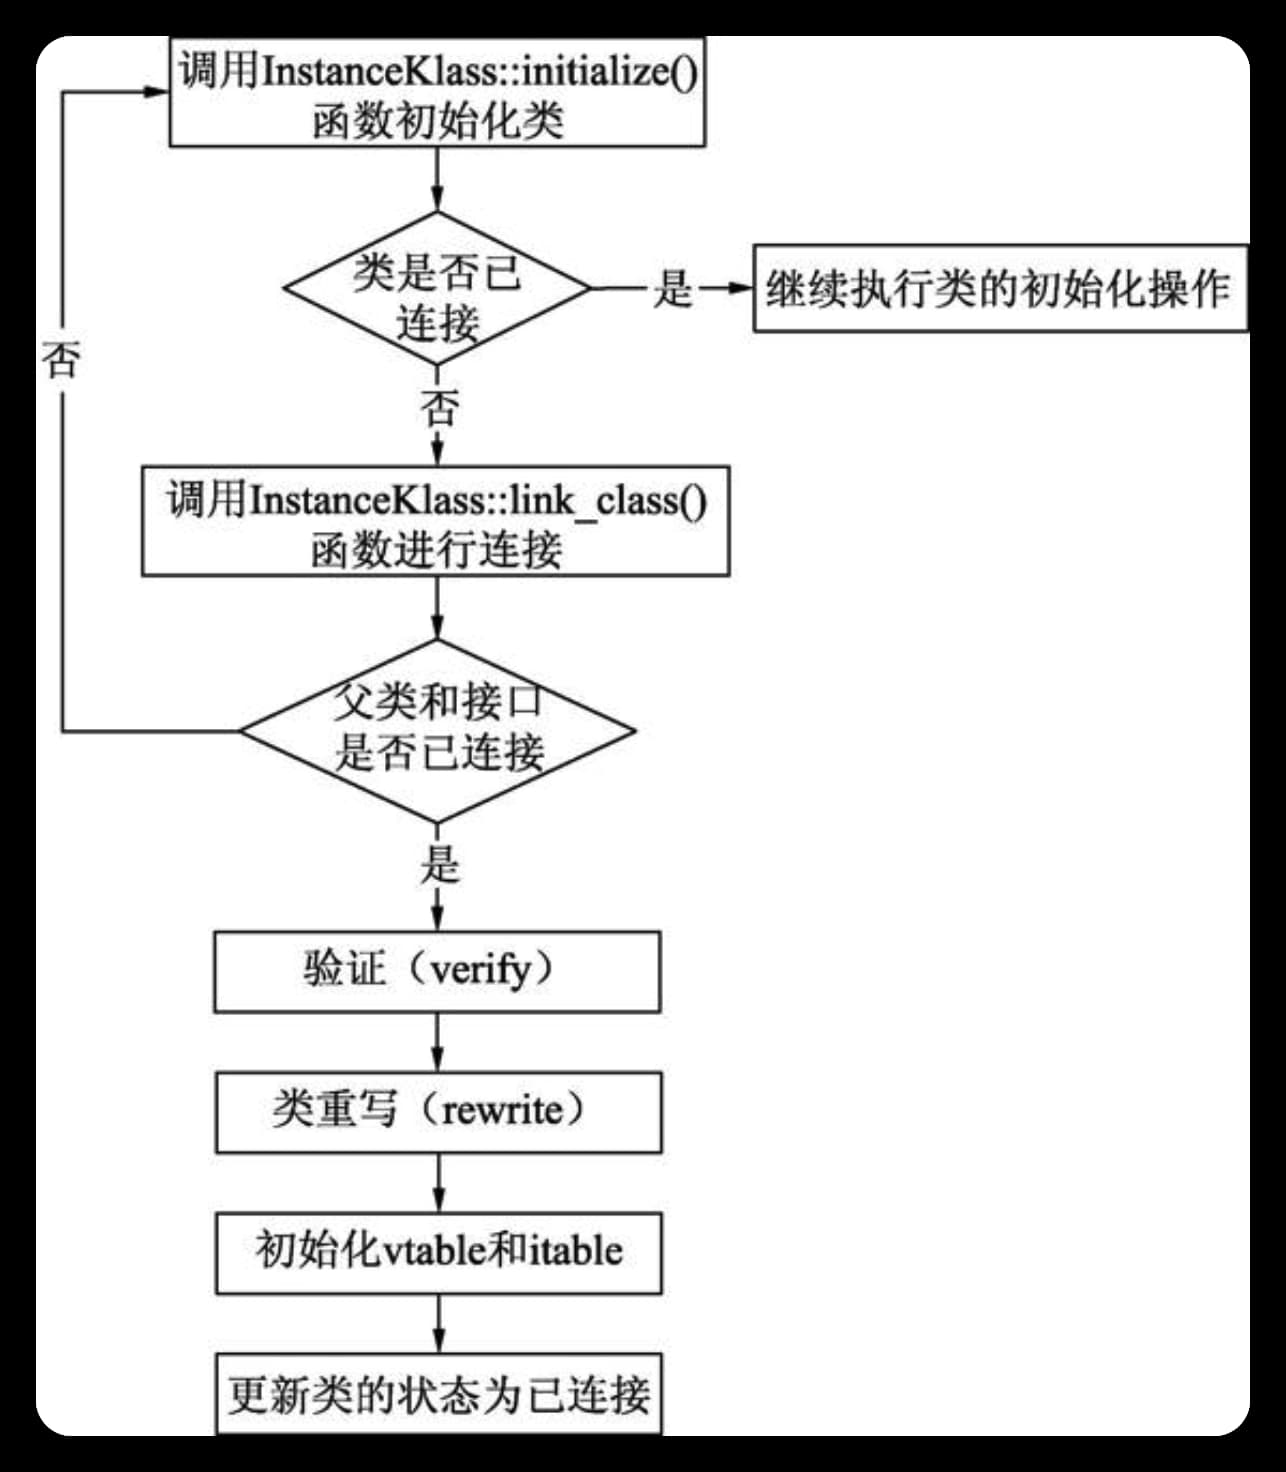 调用InstanceKlass::initialize()
函数初始化类
类是否已
连接
是
继续执行类的初始化操作
否
否
调用InstanceKlass::link_class()
函数进行连接
父类和接口
是否已连接
是
验证（verify）
类重写（rewrite）
初始化vtable和itable
更新类的状态为已连接